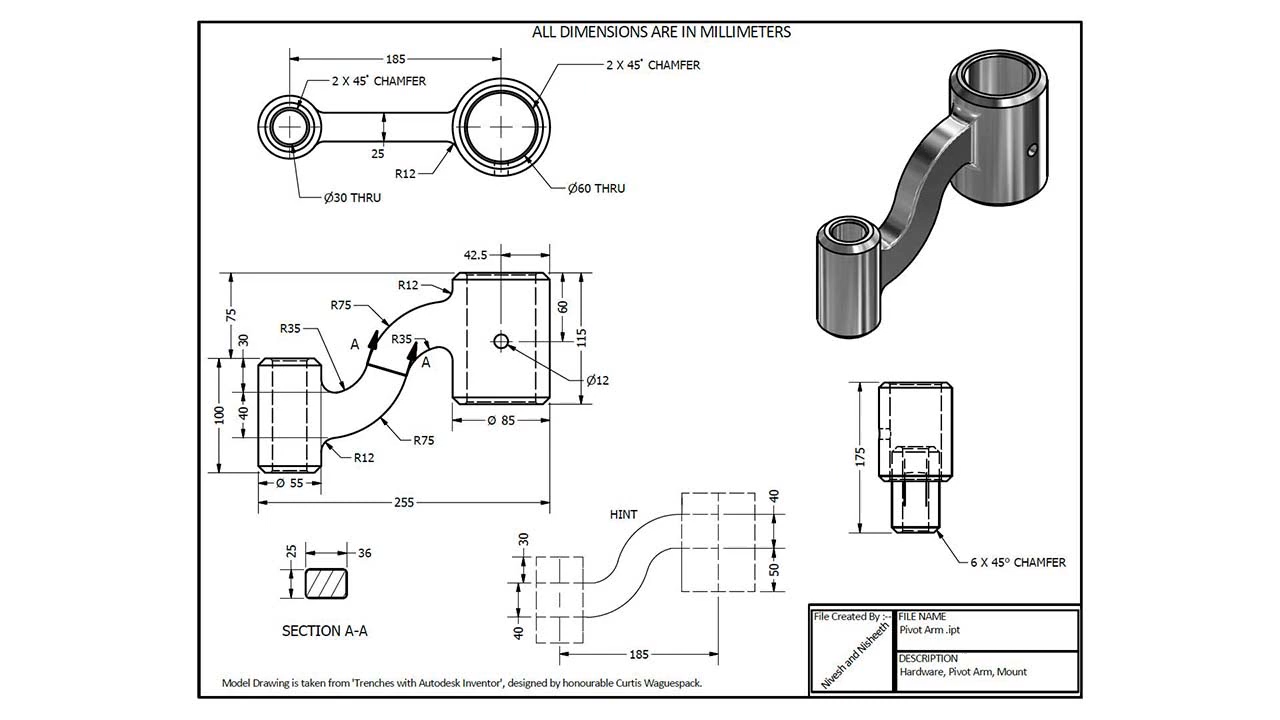 ALL DIMENSIONS ARE IN MILLIMETERS
185
2 X 45° CHAMFER
2 X 45° CHAMFER
25
R12
Ø30 THRU
Ø60 THRU
42.5
R12
R75
R35
R35
75
30
60
115
A
A
Ø12
100
40
Ø 85
R75
R12
Ø 55
255
175
6 X 45º CHAMFER
HINT
40
30
50
40
185
25
36
SECTION A-A
File Created By :--
Nivesh and Nisheeth
FILE NAME
Pivot Arm .ipt
DESCRIPTION
Hardware, Pivot Arm, Mount
Model Drawing is taken from 'Trenches with Autodesk Inventor', designed by honourable Curtis Waguespack.